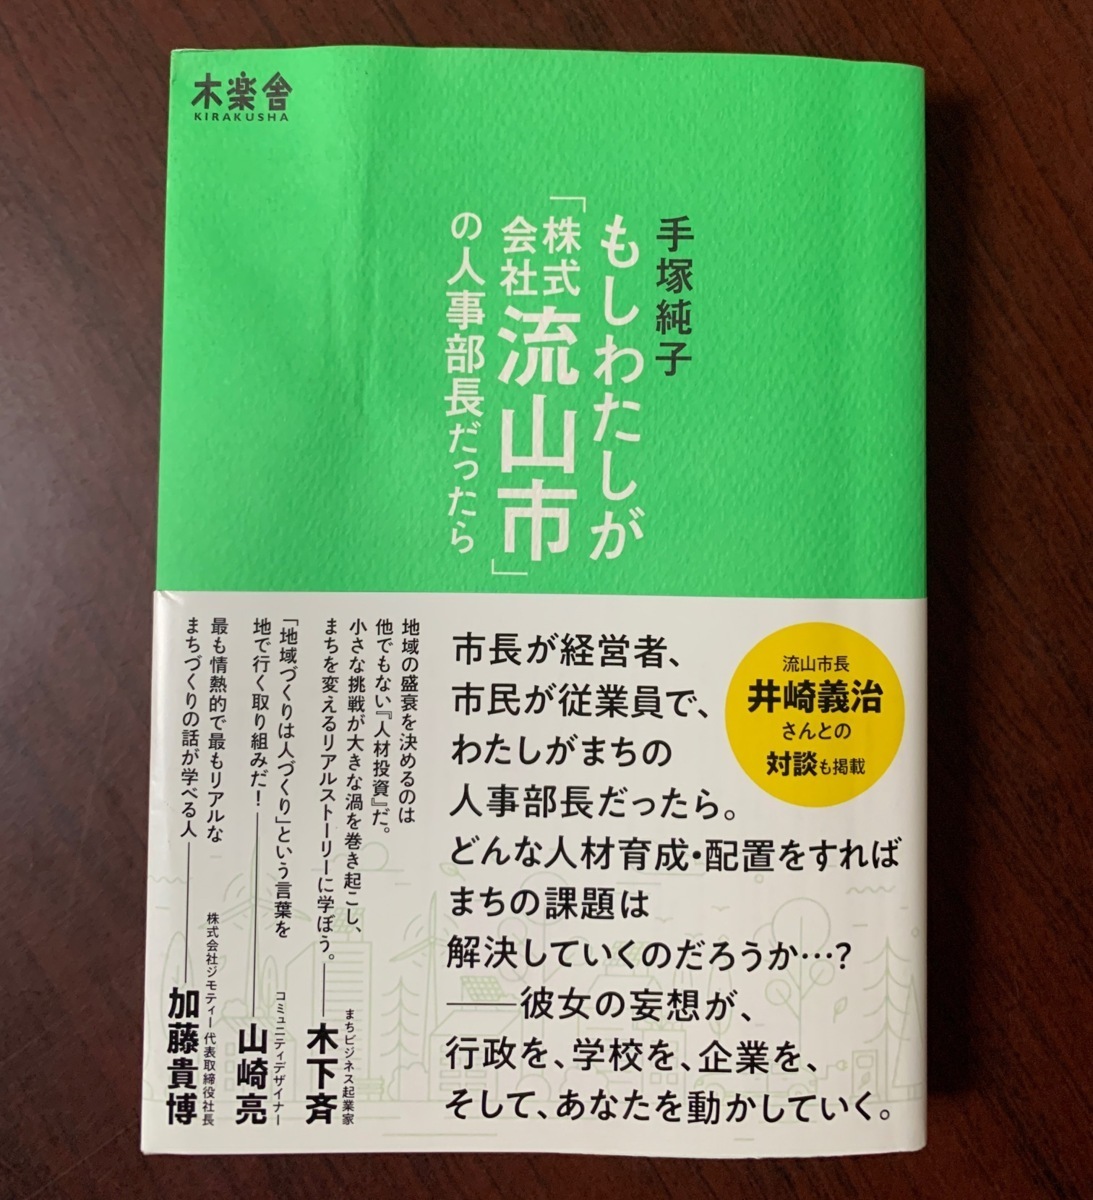 木楽舎
KIRAKUSHA
手塚純子
もしわたしが
「株式
会社
流山市」
の人事部長だったら
流山市長
井崎義治
さんとの
対談も掲載
市長が経営者、
市民が従業員で、
わたしがまちの
人事部長だったら。
どんな人材育成・配置をすれば
まちの課題は
解決していくのだろうか…?
——彼女の妄想が、
行政を、学校を、企業を、
そして、あなたを動かしていく。
地域の盛衰を決めるのは
他でもない『人材投資』だ。
小さな挑戦が大きな渦を巻き起こし、
まちを変えるリアルストーリーに学ぼう。
まちビジネス起業家
——木下斉
「地域づくりは人づくり」という言葉を
地で行く取り組みだ!
コミュニティデザイナー
——山崎亮
最も情熱的で最もリアルな
まちづくりの話が学べる人
株式会社ジモティー 代表取締役社長
——加藤貴博